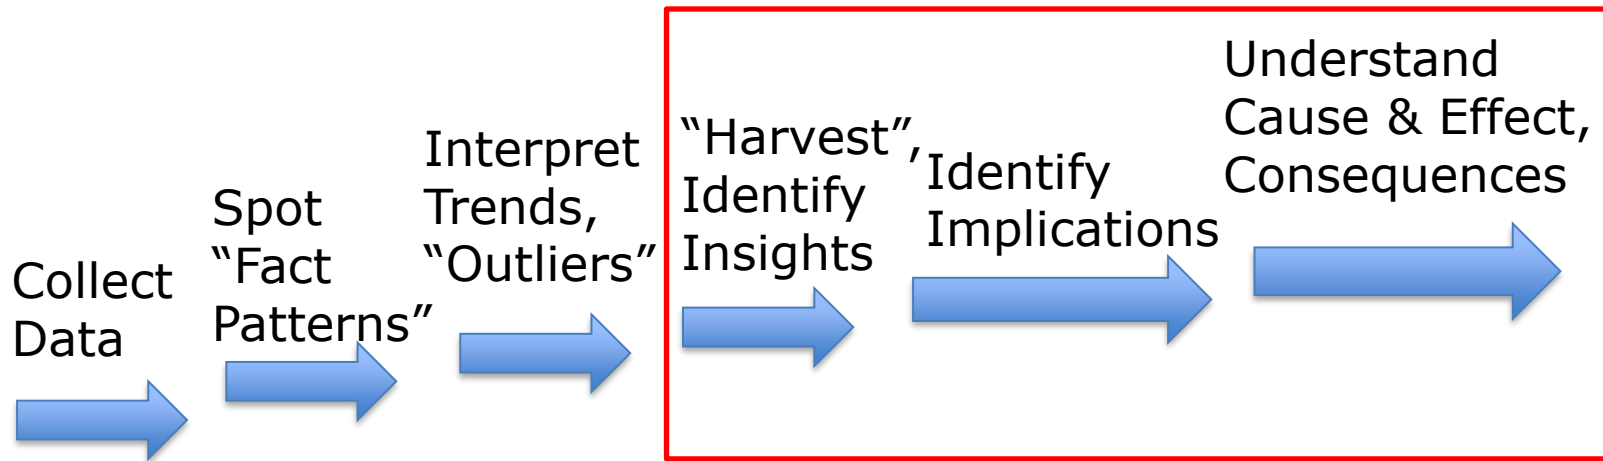 Collect
Data
Spot
“Fact
Patterns”
Interpret
Trends,
“Outliers”
“Harvest”,
Identify
Insights
Identify
Implications
Understand
Cause & Effect,
Consequences